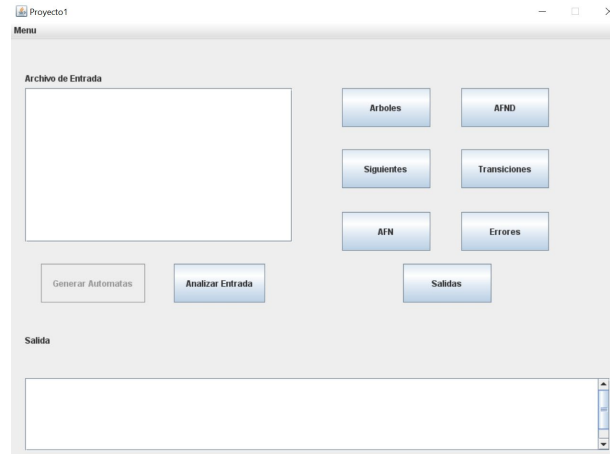 Proyecto1
Menu
Archivo de Entrada
Arboles
AFND
Siguientes
Transiciones
AFN
Errores
Generar Automatas
Analizar Entrada
Salidas
Salida